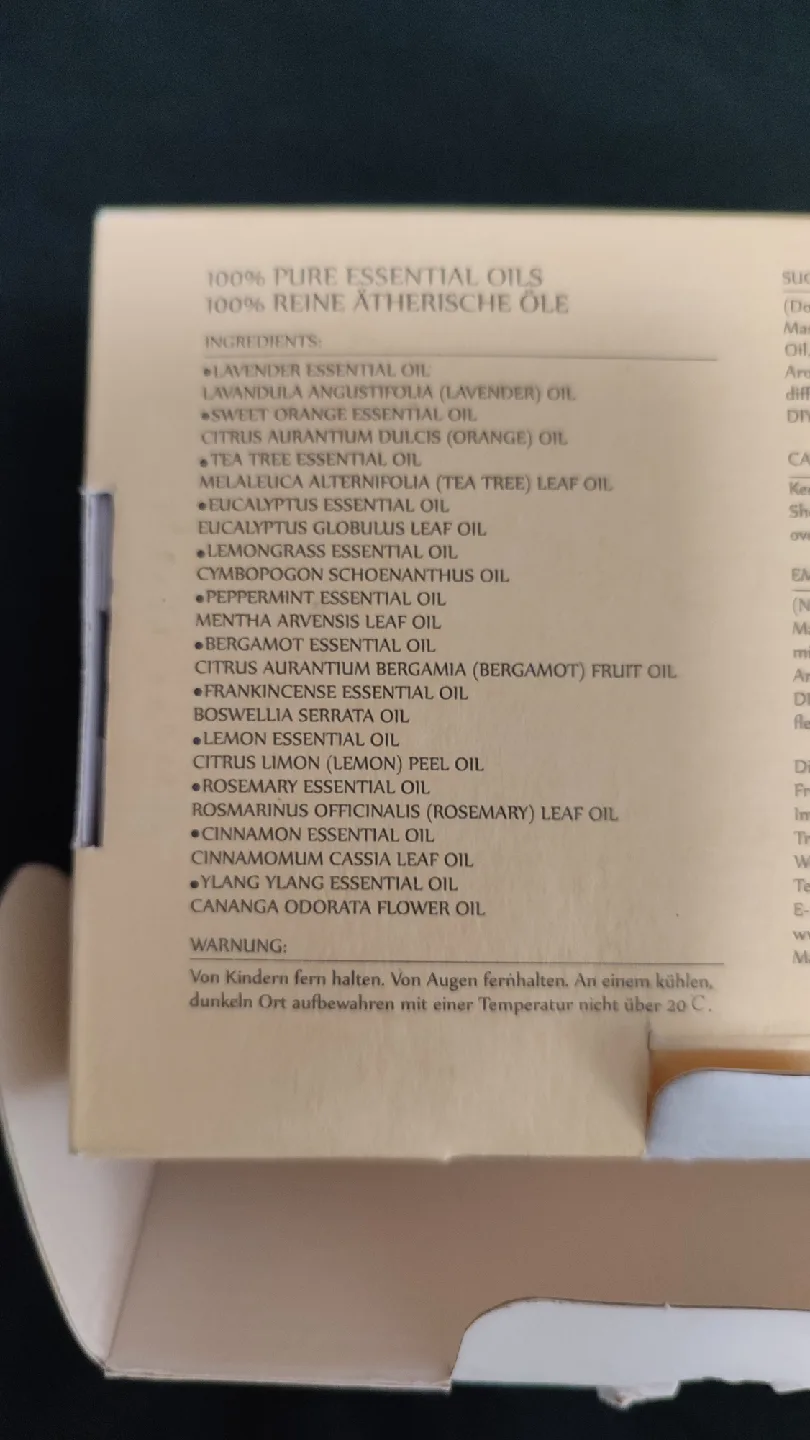 100% PURE ESSENTIAL OILS
100% REINE ÄTHERISCHE ÖLE
INGREDIENTS:
•LAVENDER ESSENTIAL OIL
LAVANDULA ANGUSTIFOLIA (LAVENDER) OIL
•SWEET ORANGE ESSENTIAL OIL
CITRUS AURANTIUM DULCIS (ORANGE) OIL
•TEA TREE ESSENTIAL OIL
MELALEUCA ALTERNIFOLIA (TEA TREE) LEAF OIL
•EUCALYPTUS ESSENTIAL OIL
EUCALYPTUS GLOBULUS LEAF OIL
•LEMONGRASS ESSENTIAL OIL
CYMBOPOGON SCHOENANTHUS OIL
•PEPPERMINT ESSENTIAL OIL
MENTHA ARVENSIS LEAF OIL
•BERGAMOT ESSENTIAL OIL
CITRUS AURANTIUM BERGAMIA (BERGAMOT) FRUIT OIL
•FRANKINCENSE ESSENTIAL OIL
BOSWELLIA SERRATA OIL
•LEMON ESSENTIAL OIL
CITRUS LIMON (LEMON) PEEL OIL
•ROSEMARY ESSENTIAL OIL
ROSMARINUS OFFICINALIS (ROSEMARY) LEAF OIL
•CINNAMON ESSENTIAL OIL
CINNAMOMUM CASSIA LEAF OIL
•YLANG YLANG ESSENTIAL OIL
CANANGA ODORATA FLOWER OIL
WARNUNG:
Von Kindern fern halten. Von Augen fernhalten. An einem kühlen,
dunkeln Ort aufbewahren mit einer Temperatur nicht über 20 C.
Oil,